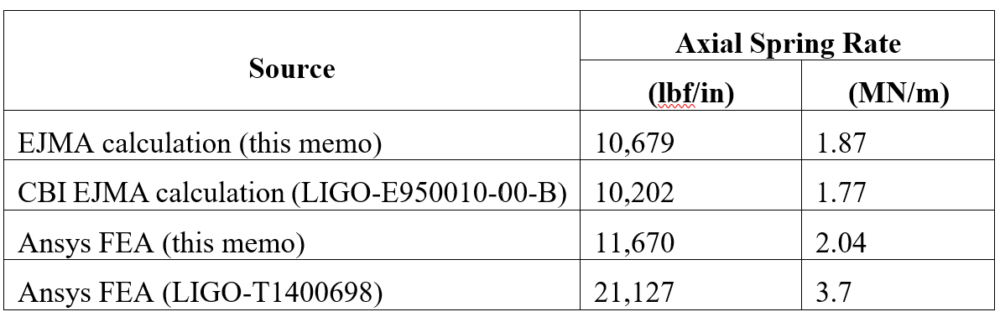 Source
Axial Spring Rate
(lbf/in)
(MN/m)
EJMA calculation (this memo)
10,679
1.87
CBI EJMA calculation (LIGO-E950010-00-B)
10,202
1.77
Ansys FEA (this memo)
11,670
2.04
Ansys FEA (LIGO-T1400698)
21,127
3.7